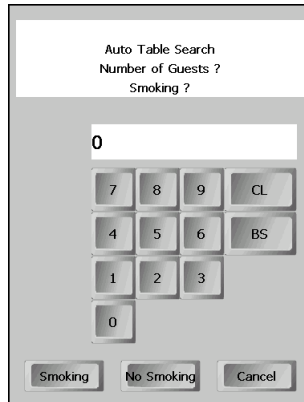 Auto Table Search
Number of Guests ?
Smoking ?
0
7 8 9 CL
4 5 6 BS
1 2 3
0
Smoking No Smoking Cancel